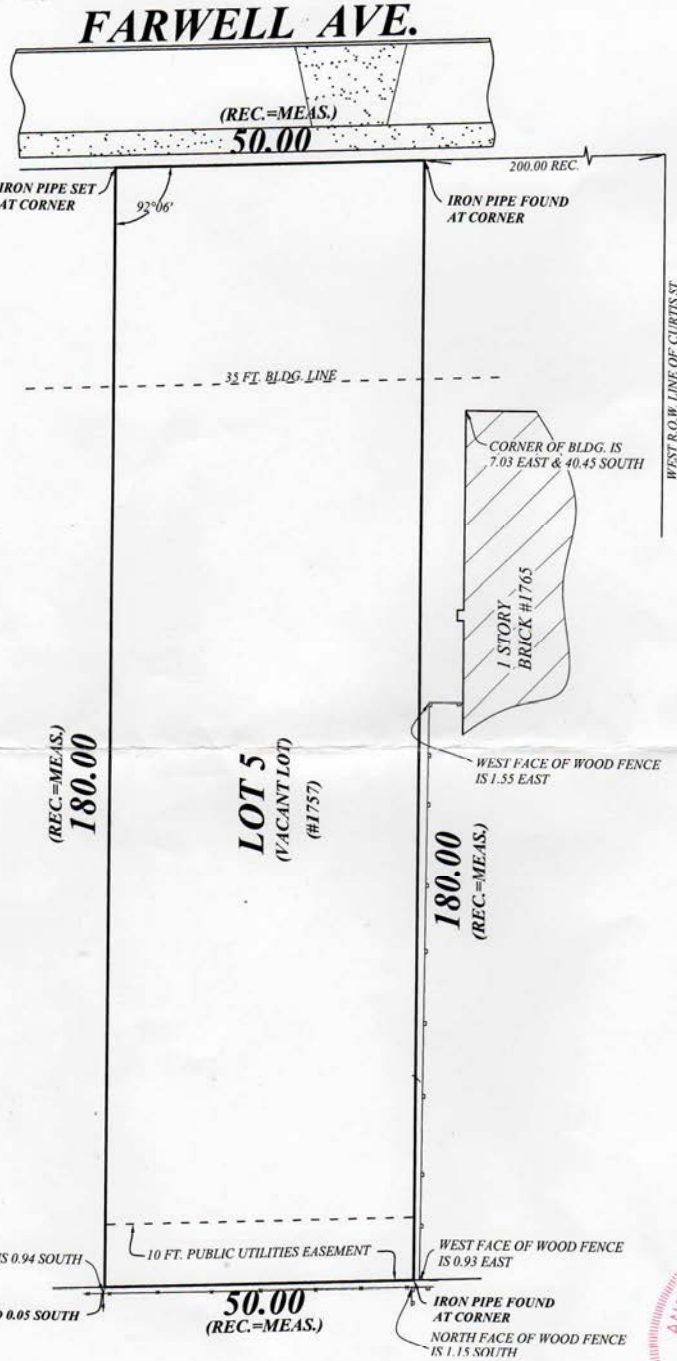 FARWELL AVE.
(REC.=MEAS.)
50.00
200.00 REC.
IRON PIPE SET
AT CORNER
92°06'
IRON PIPE FOUND
AT CORNER
WEST R.O.W. LINE OF CURTIS ST.
35 FT. BLDG. LINE
CORNER OF BLDG. IS
7.03 EAST & 40.45 SOUTH
1 STORY
BRICK #1765
(REC.=MEAS.)
180.00
LOT 5
(VACANT LOT)
(#1757)
WEST FACE OF WOOD FENCE
IS 1.55 EAST
180.00
(REC.=MEAS.)
IS 0.94 SOUTH
10 FT. PUBLIC UTILITIES EASEMENT
WEST FACE OF WOOD FENCE
IS 0.93 EAST
0.05 SOUTH
50.00
(REC.=MEAS.)
IRON PIPE FOUND
AT CORNER
NORTH FACE OF WOOD FENCE
IS 1.15 SOUTH